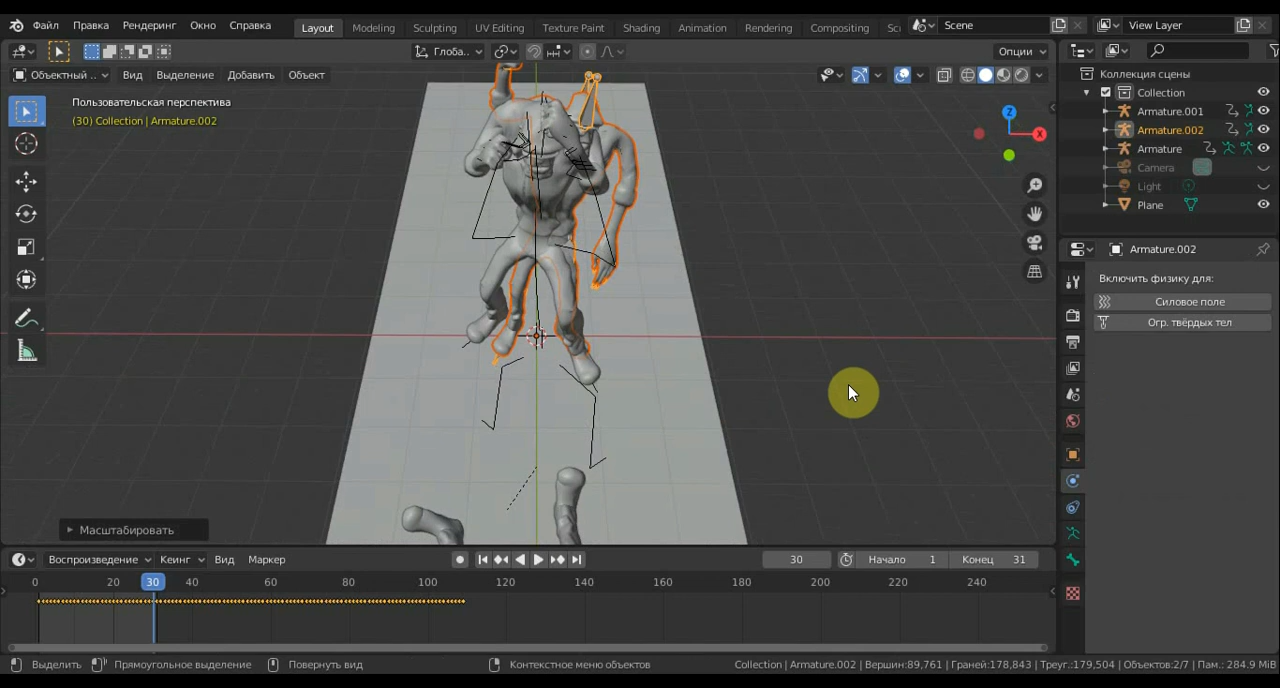 Файл Правка Рендеринг Окно Справка Layout Modeling Sculpting UV Editing Texture Paint Shading Animation Rendering Compositing Scene View Layer
Глоба.. Опции
Объектный .. Вид Выделение Добавить Объект
Пользовательская перспектива
(30) Collection | Armature.002
Z
X
Коллекция сцены
Collection
Armature.001
Armature.002
Armature
Camera
Light
Plane
Armature.002
Включить физику для:
Силовое поле
Огр. твёрдых тел
Масштабировать
Воспроизведение Кеинг Вид Маркер 30 Начало 1 Конец 31
0 20 30 40 60 80 100 120 140 160 180 200 220 240
Выделить Прямоугольное выделение Повернуть вид Контекстное меню объектов Collection | Armature.002 | Вершин:89,761 | Граней:178,843 | Треуг.:179,504 | Объектов:2/7 | Пам.: 284.9 MiB